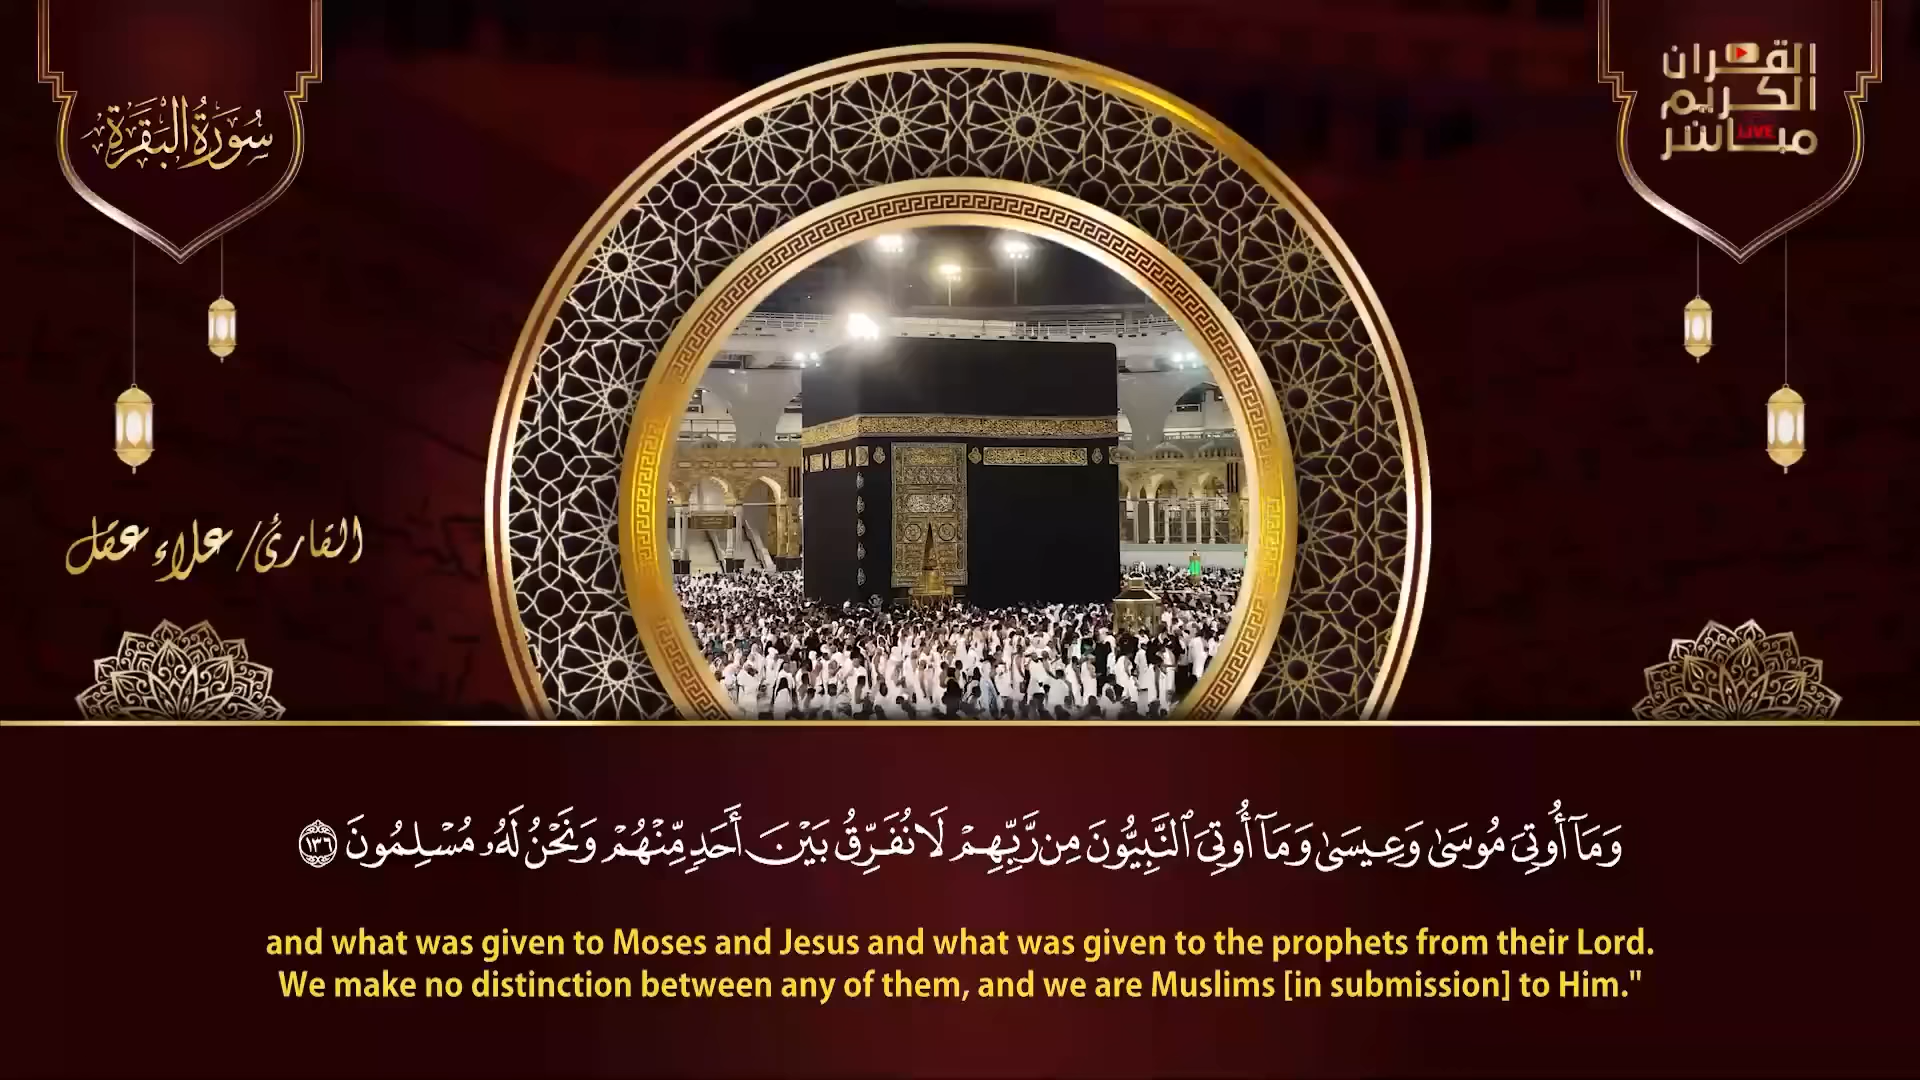 سُورَةُ البَقَرَةِ
القرآن
الكريم
مباشر
LIVE
القارئ/ علاء عقل
وَمَآ أُوتِىَ مُوسَىٰ وَعِيسَىٰ وَمَآ أُوتِىَ ٱلنَّبِيُّونَ مِن رَّبِّهِمْ لَا نُفَرِّقُ بَيْنَ أَحَدٍ مِّنْهُمْ وَنَحْنُ لَهُۥ مُسْلِمُونَ ١٣٦
and what was given to Moses and Jesus and what was given to the prophets from their Lord.
We make no distinction between any of them, and we are Muslims [in submission] to Him."